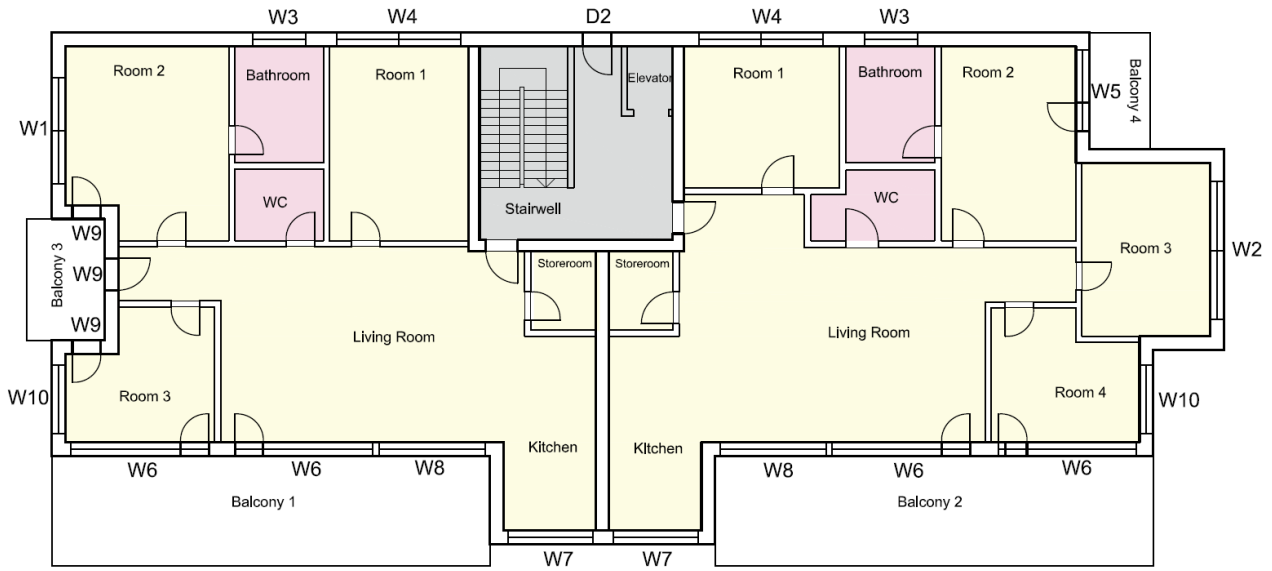 W3
W4
D2
W4
W3
Room 2
Bathroom
Room 1
Elevator
Room 1
Bathroom
Room 2
Balcony 4
W5
W1
WC
Stairwell
WC
W9
Balcony 3
W9
W9
Storeroom
Storeroom
Room 3
W2
Living Room
Living Room
W10
Room 3
Room 4
W10
Kitchen
KItchen
W6
W6
W8
W8
W6
W6
Balcony 1
Balcony 2
W7
W7